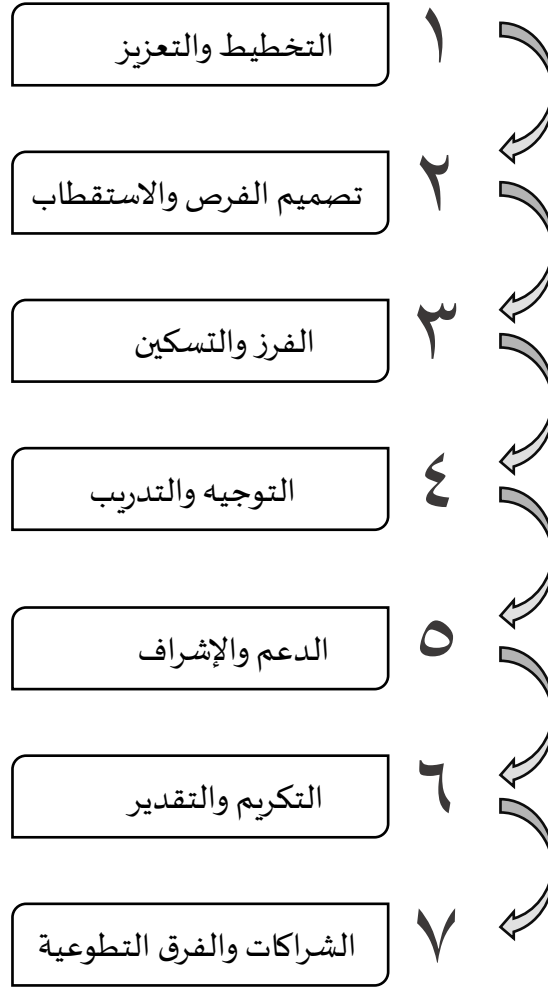 ١ التخطيط والتعزيز
٢ تصميم الفرص والاستقطاب
٣ الفرز والتسكين
٤ التوجيه والتدريب
٥ الدعم والإشراف
٦ التكريم والتقدير
٧ الشراكات والفرق التطوعية